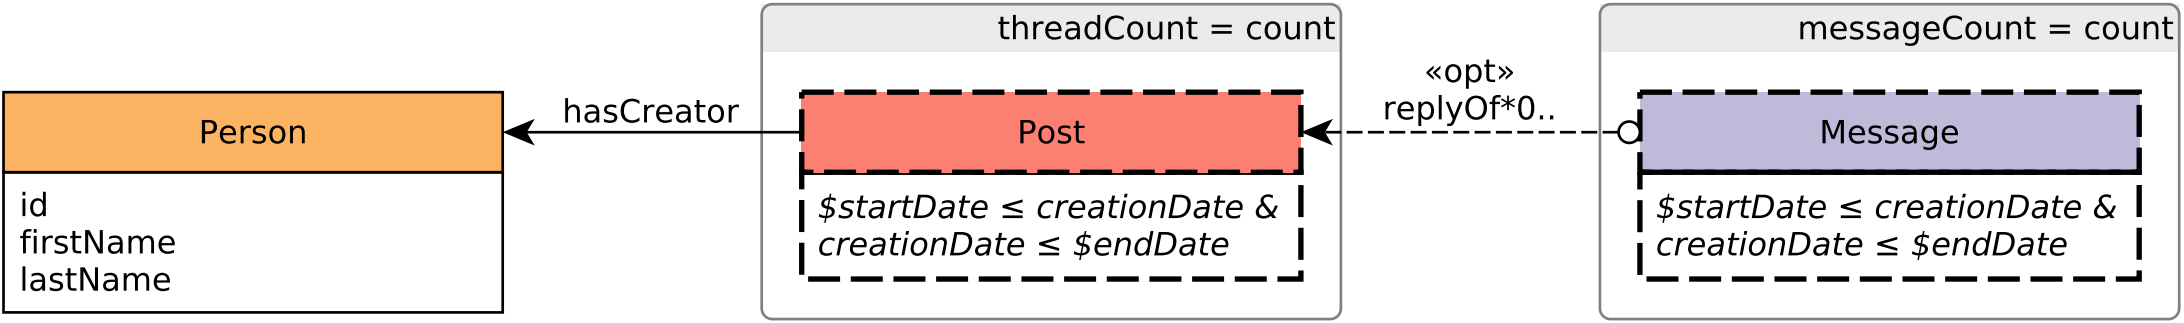 Person
id
firstName
lastName
hasCreator
threadCount = count
Post
$startDate ≤ creationDate &
creationDate ≤ $endDate
«opt»
replyOf*0..
messageCount = count
Message
$startDate ≤ creationDate &
creationDate ≤ $endDate